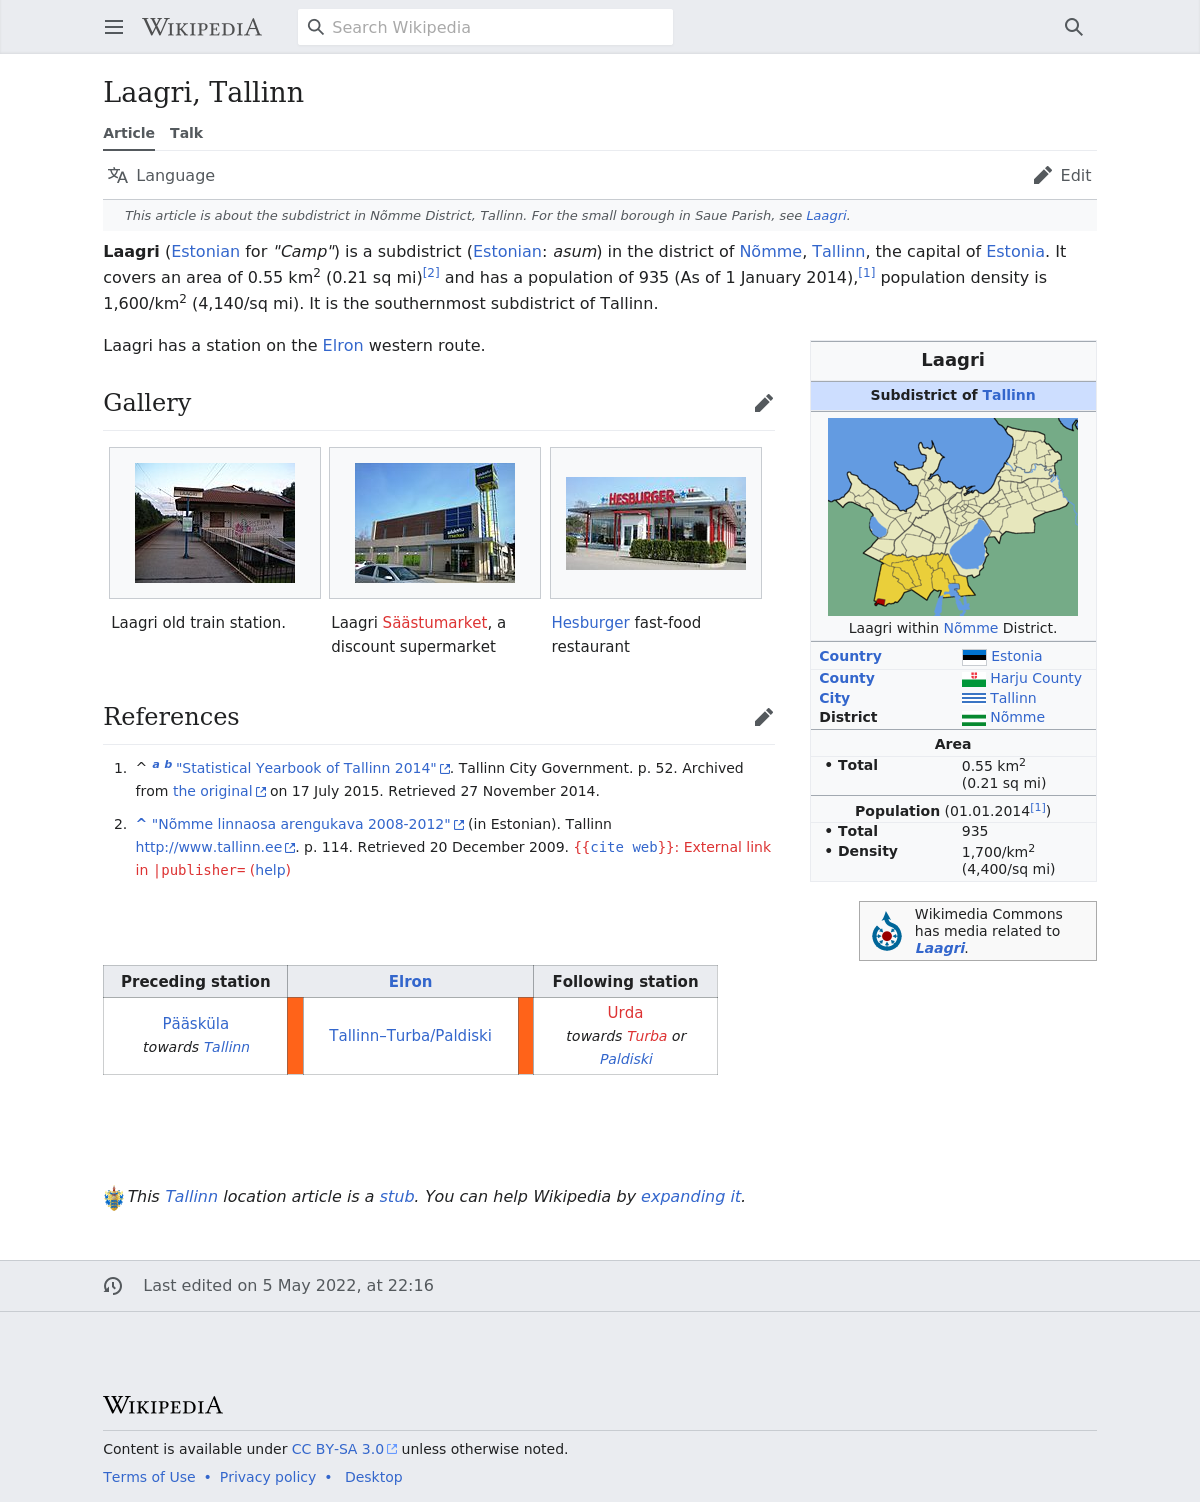 WIKIPEDIA
Search Wikipedia
Laagri, Tallinn
Article Talk
Language
Edit
This article is about the subdistrict in Nõmme District, Tallinn. For the small borough in Saue Parish, see Laagri.
Laagri (Estonian for "Camp") is a subdistrict (Estonian: asum) in the district of Nõmme, Tallinn, the capital of Estonia. It
covers an area of 0.55 km2 (0.21 sq mi)[2] and has a population of 935 (As of 1 January 2014),[1] population density is
1,600/km2 (4,140/sq mi). It is the southernmost subdistrict of Tallinn.
Laagri has a station on the Elron western route.
Laagri
Subdistrict of Tallinn
Laagri within Nõmme District.
Country Estonia
County Harju County
City Tallinn
District Nõmme
Area
• Total 0.55 km2
(0.21 sq mi)
Population (01.01.2014[1])
• Total 935
• Density 1,700/km2
(4,400/sq mi)
Wikimedia Commons
has media related to
Laagri.
Gallery
HESBURGER
Laagri old train station.
Laagri Säästumarket, a
discount supermarket
Hesburger fast-food
restaurant
References
1. ^ a b "Statistical Yearbook of Tallinn 2014". Tallinn City Government. p. 52. Archived
from the original on 17 July 2015. Retrieved 27 November 2014.
2. ^ "Nõmme linnaosa arengukava 2008-2012" (in Estonian). Tallinn
http://www.tallinn.ee. p. 114. Retrieved 20 December 2009. {{cite web}}: External link
in |publisher= (help)
Preceding station Elron Following station
Pääsküla
towards Tallinn
Tallinn–Turba/Paldiski
Urda
towards Turba or
Paldiski
This Tallinn location article is a stub. You can help Wikipedia by expanding it.
Last edited on 5 May 2022, at 22:16
WIKIPEDIA
Content is available under CC BY-SA 3.0 unless otherwise noted.
Terms of Use • Privacy policy • Desktop